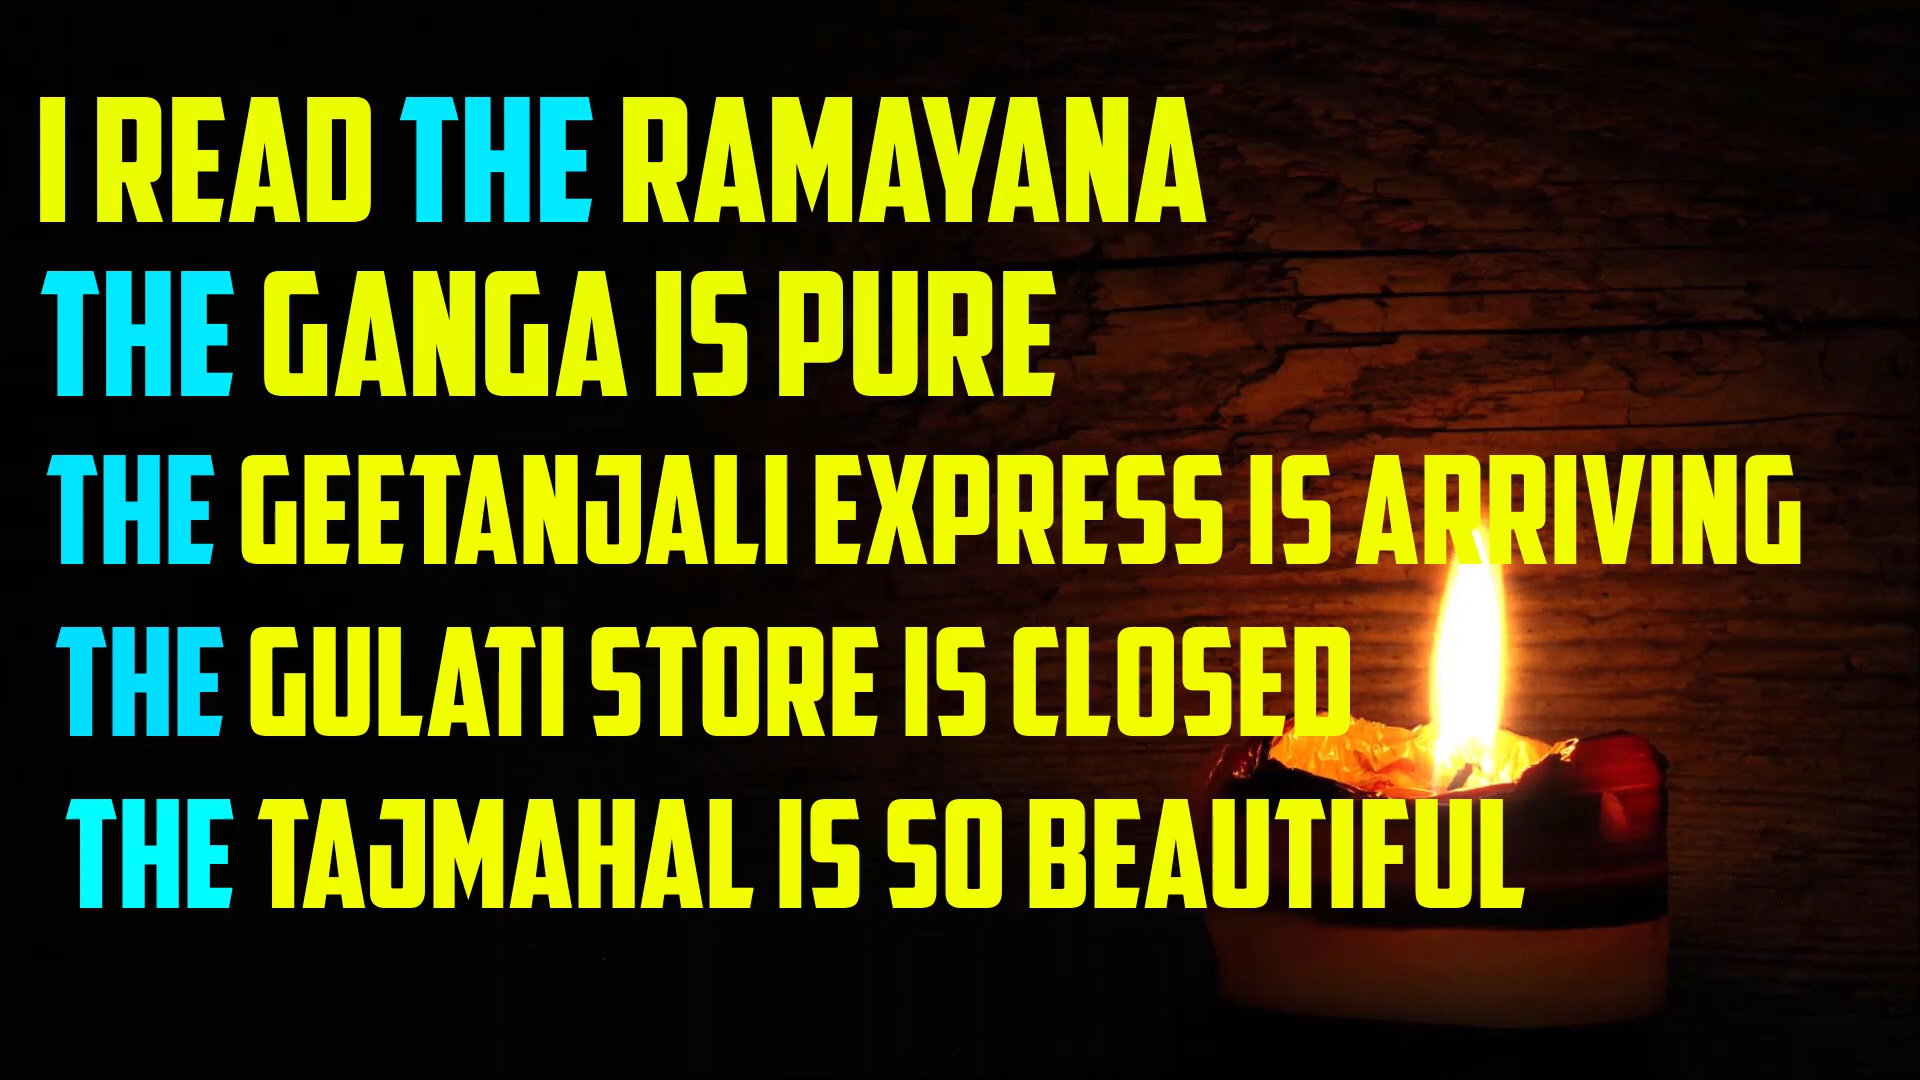 I READ THE RAMAYANA
THE GANGA IS PURE
THE GEETANJALI EXPRESS IS ARRIVING
THE GULATI STORE IS CLOSED
THE TAJMAHAL IS SO BEAUTIFUL